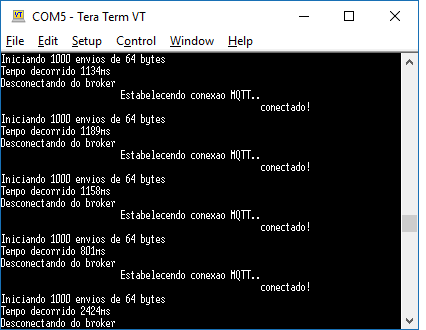 COM5 - Tera Term VT
File Edit Setup Control Window Help
Iniciando 1000 envios de 64 bytes
Tempo decorrido 1134ms
Desconectando do broker
Estabelecendo conexao MQTT..
conectado!
Iniciando 1000 envios de 64 bytes
Tempo decorrido 1189ms
Desconectando do broker
Estabelecendo conexao MQTT..
conectado!
Iniciando 1000 envios de 64 bytes
Tempo decorrido 1158ms
Desconectando do broker
Estabelecendo conexao MQTT..
conectado!
Iniciando 1000 envios de 64 bytes
Tempo decorrido 801ms
Desconectando do broker
Estabelecendo conexao MQTT..
conectado!
Iniciando 1000 envios de 64 bytes
Tempo decorrido 2424ms
Desconectando do broker